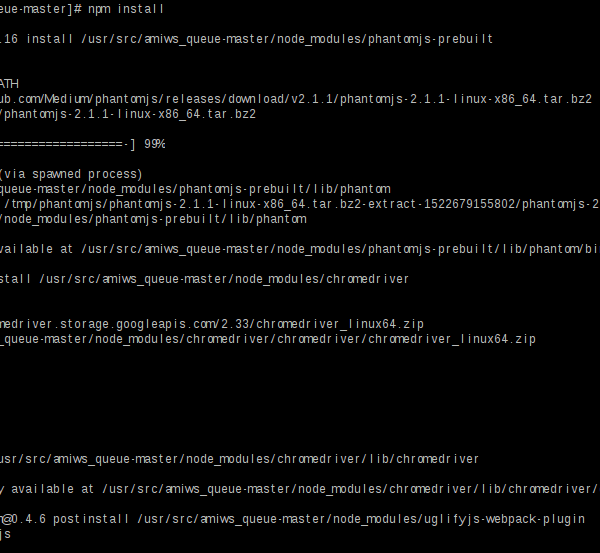 eue-master]# npm install
.16 install /usr/src/amiws_queue-master/node_modules/phantomjs-prebuilt
ATH
ub.com/Medium/phantomjs/releases/download/v2.1.1/phantomjs-2.1.1-linux-x86_64.tar.bz2
/phantomjs-2.1.1-linux-x86_64.tar.bz2
==================-] 99%
(via spawned process)
queue-master/node_modules/phantomjs-prebuilt/lib/phantom
/tmp/phantomjs/phantomjs-2.1.1-linux-x86_64.tar.bz2-extract-1522679155802/phantomjs-2
/node_modules/phantomjs-prebuilt/lib/phantom
vailable at /usr/src/amiws_queue-master/node_modules/phantomjs-prebuilt/lib/phantom/bi
stall /usr/src/amiws_queue-master/node_modules/chromedriver
medriver.storage.googleapis.com/2.33/chromedriver_linux64.zip
_queue-master/node_modules/chromedriver/chromedriver/chromedriver_linux64.zip
usr/src/amiws_queue-master/node_modules/chromedriver/lib/chromedriver
y available at /usr/src/amiws_queue-master/node_modules/chromedriver/lib/chromedriver/
n@0.4.6 postinstall /usr/src/amiws_queue-master/node_modules/uglifyjs-webpack-plugin
js